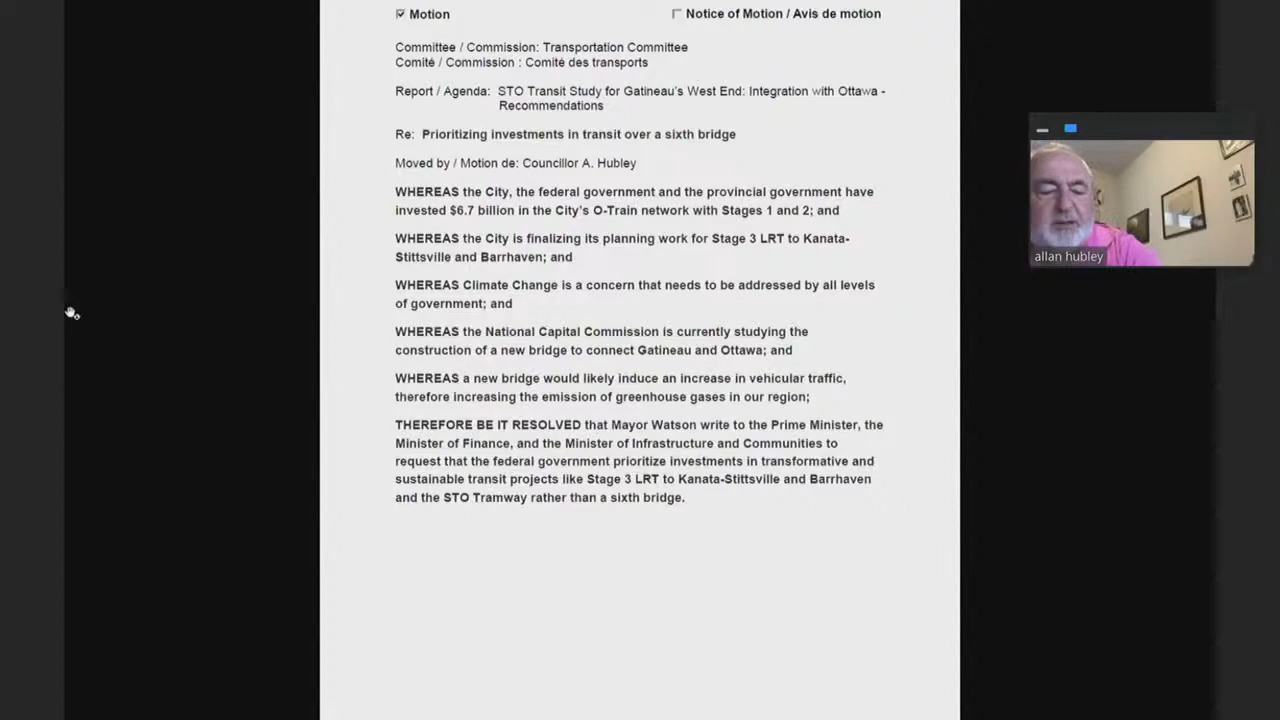 Motion
Notice of Motion / Avis de motion
Committee / Commission: Transportation Committee
Comité / Commission : Comité des transports
Report / Agenda: STO Transit Study for Gatineau's West End: Integration with Ottawa -
Recommendations
Re: Prioritizing investments in transit over a sixth bridge
Moved by / Motion de: Councillor A. Hubley
WHEREAS the City, the federal government and the provincial government have
invested $6.7 billion in the City's O-Train network with Stages 1 and 2; and
WHEREAS the City is finalizing its planning work for Stage 3 LRT to Kanata-
Stittsville and Barrhaven; and
WHEREAS Climate Change is a concern that needs to be addressed by all levels
of government; and
WHEREAS the National Capital Commission is currently studying the
construction of a new bridge to connect Gatineau and Ottawa; and
WHEREAS a new bridge would likely induce an increase in vehicular traffic,
therefore increasing the emission of greenhouse gases in our region;
THEREFORE BE IT RESOLVED that Mayor Watson write to the Prime Minister, the
Minister of Finance, and the Minister of Infrastructure and Communities to
request that the federal government prioritize investments in transformative and
sustainable transit projects like Stage 3 LRT to Kanata-Stittsville and Barrhaven
and the STO Tramway rather than a sixth bridge.
allan hubley